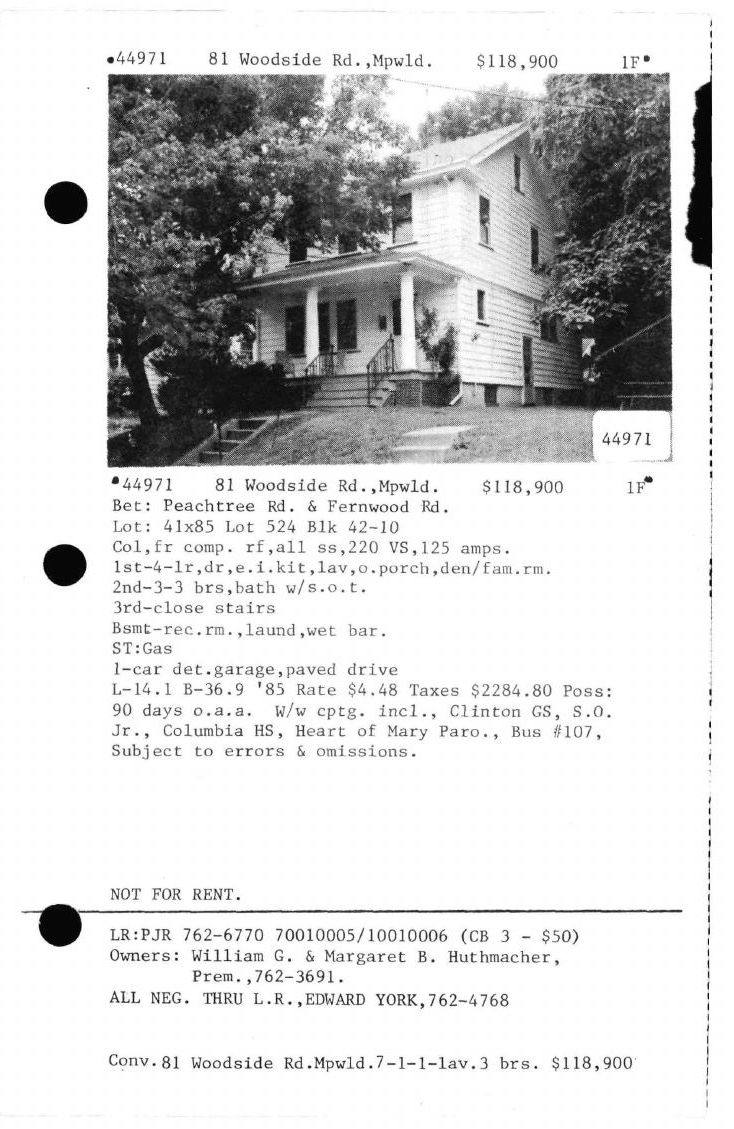 •44971 81 Woodside Rd.,Mpwld. $118,900 1F•
44971
•44971 81 Woodside Rd.,Mpwld. $118,900 1F•
Bet: Peachtree Rd. & Fernwood Rd.
Lot: 41x85 Lot 524 Blk 42-10
Col,fr comp. rf,all ss,220 VS,125 amps.
1st-4-lr,dr,e.i.kit,lav,o.porch,den/fam.rm.
2nd-3-3 brs,bath w/s.o.t.
3rd-close stairs
Bsmt-rec.rm.,laund,wet bar.
ST:Gas
1-car det.garage,paved drive
L-14.1 B-36.9 '85 Rate $4.48 Taxes $2284.80 Poss:
90 days o.a.a. W/w cptg. incl., Clinton GS, S.O.
Jr., Columbia HS, Heart of Mary Paro., Bus #107,
Subject to errors & omissions.
NOT FOR RENT.
LR:PJR 762-6770 70010005/10010006 (CB 3 - $50)
Owners: William G. & Margaret B. Huthmacher,
Prem.,762-3691.
ALL NEG. THRU L.R.,EDWARD YORK,762-4768
Conv.81 Woodside Rd.Mpwld.7-1-1-lav.3 brs. $118,900